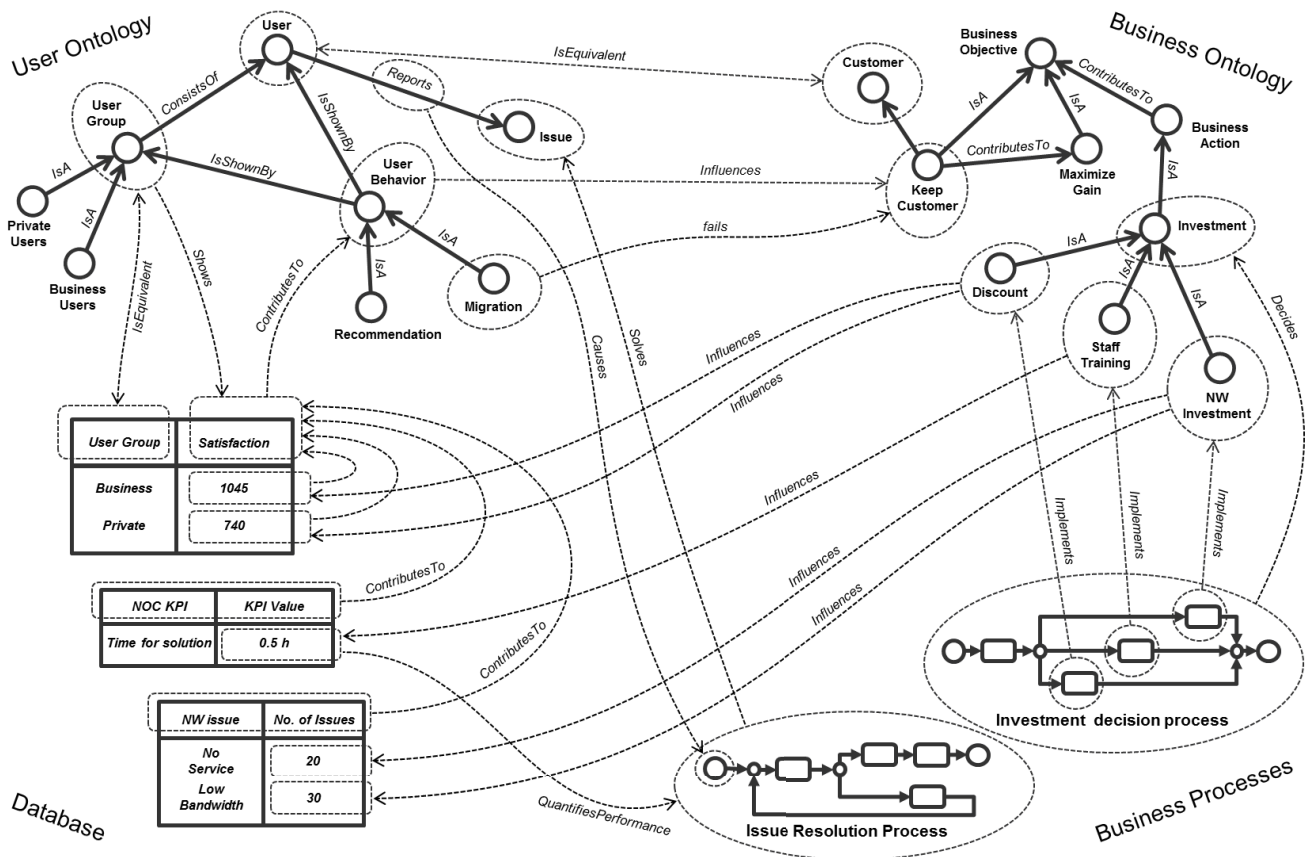 User Ontology
User
IsEquivalent
Customer
Business
Objective
Business Ontology
Reports
ConsistsOf
User
Group
IsShownBy
Issue
IsA
IsA
ContributesTo
Business
Action
IsShownBy
User
Behavior
Influences
ContributesTo
Maximize
Gain
Keep
Customer
IsA
IsA
IsA
Private
Users
Business
Users
fails
Investment
IsA
IsA
IsA
IsA
IsA
Migration
Recommendation
Discount
Staff
Training
NW
Investment
IsEquivalent
Shows
ContributesTo
Causes
Solves
Influences
Influences
Decides
User Group
Satisfaction
Business
1045
Private
740
Influences
Implements
Implements
Implements
Influences
Influences
ContributesTo
NOC KPI
KPI Value
Time for solution
0.5 h
ContributesTo
NW issue
No. of Issues
No
Service
20
Low
Bandwidth
30
QuantifiesPerformance
Investment decision process
Issue Resolution Process
Database
Business Processes